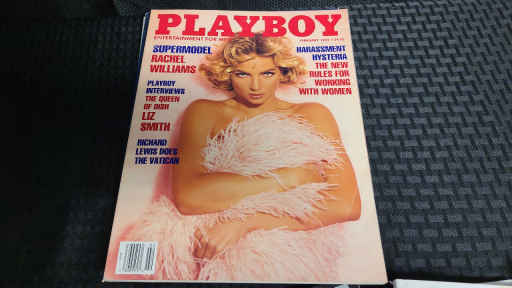 PLAYBOY
ENTERTAINMENT FOR
SUPERMODEL
RACHEL
WILLIAMS
PLAYBOY
INTERVIEWS
THE QUEEN
OF DISH
LIZ
SMITH
RICHARD
LEWIS DOES
THE VATICAN
HARASSMENT
HYSTERIA
THE NEW
RULES FOR
WORKING
WITH WOMEN